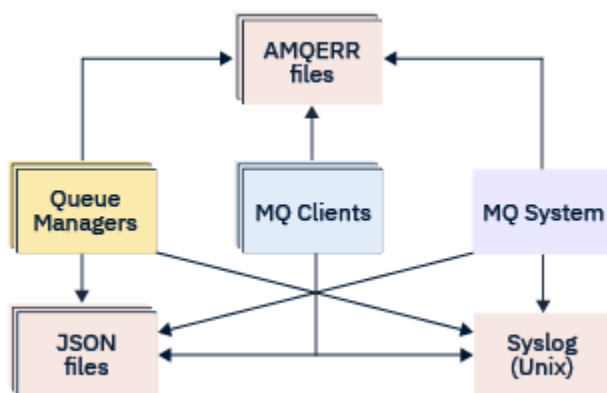 AMQERR
files
Queue
Managers
MQ Clients
MQ System
JSON
files
Syslog
(Unix)